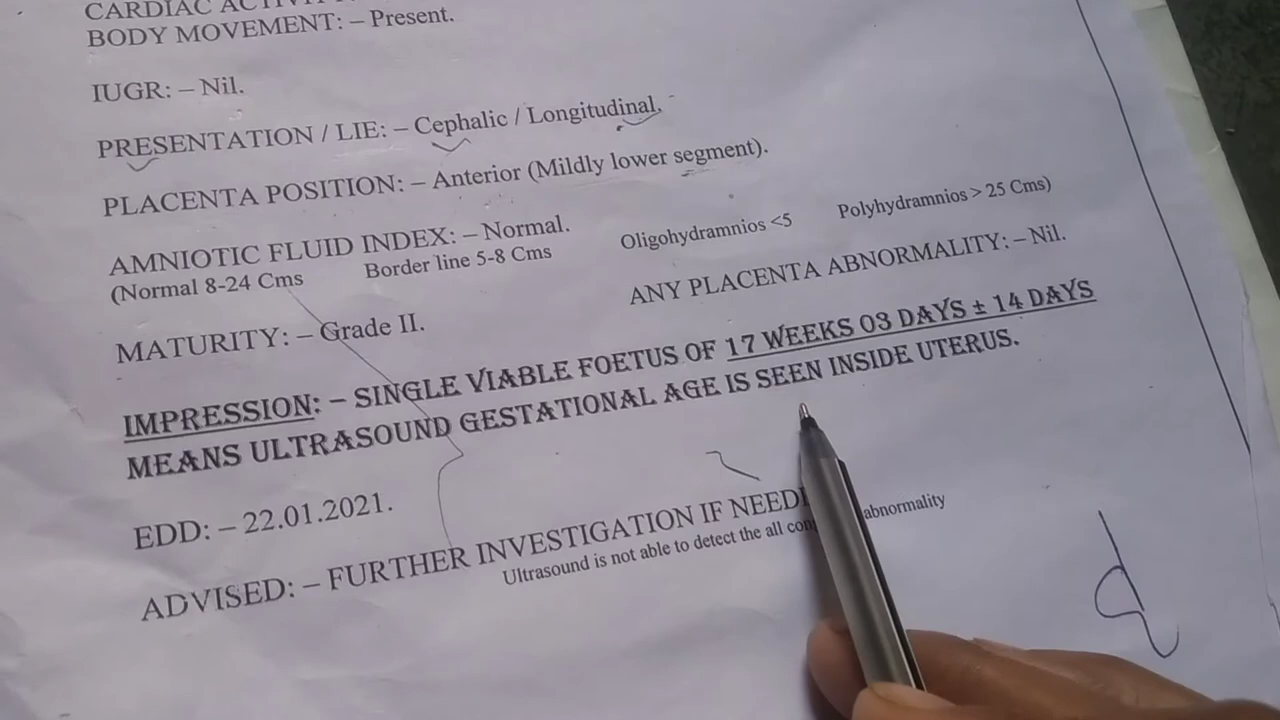 CARDIAC ACTIVITY
BODY MOVEMENT: – Present.
IUGR: – Nil.
PRESENTATION / LIE: – Cephalic / Longitudinal.
PLACENTA POSITION: – Anterior (Mildly lower segment).
AMNIOTIC FLUID INDEX: – Normal.
(Normal 8-24 Cms Border line 5-8 Cms Oligohydramnios <5 Polyhydramnios > 25 Cms)
MATURITY: – Grade II. ANY PLACENTA ABNORMALITY: – Nil.
IMPRESSION: – SINGLE VIABLE FOETUS OF 17 WEEKS 03 DAYS ± 14 DAYS
MEANS ULTRASOUND GESTATIONAL AGE IS SEEN INSIDE UTERUS.
EDD: – 22.01.2021.
ADVISED: – FURTHER INVESTIGATION IF
Ultrasound is not able to detect the all abnormality